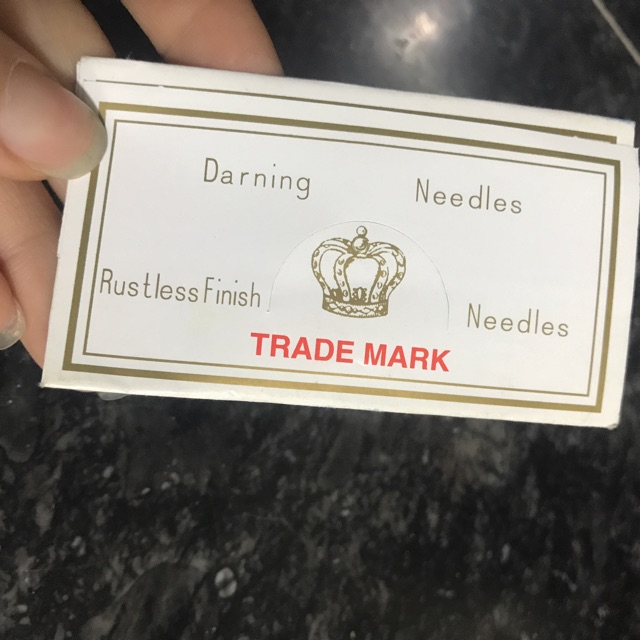 Darning Needles
Rustless Finish Needles
TRADE MARK